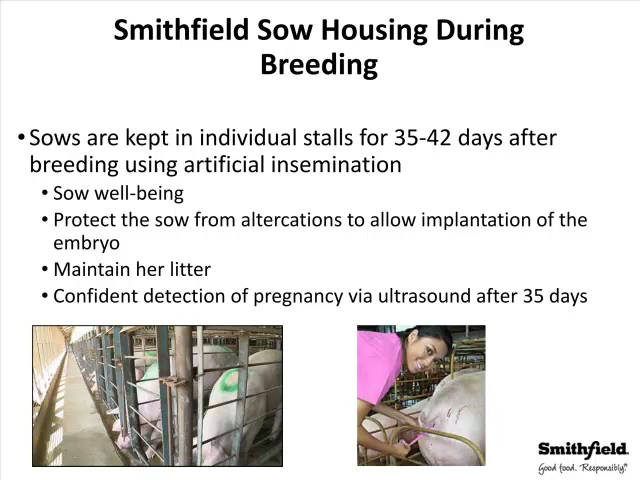 Smithfield Sow Housing During
Breeding
• Sows are kept in individual stalls for 35-42 days after
breeding using artificial insemination
• Sow well-being
• Protect the sow from altercations to allow implantation of the
embryo
• Maintain her litter
• Confident detection of pregnancy via ultrasound after 35 days
Smithfield.
Good food. Responsibly.®